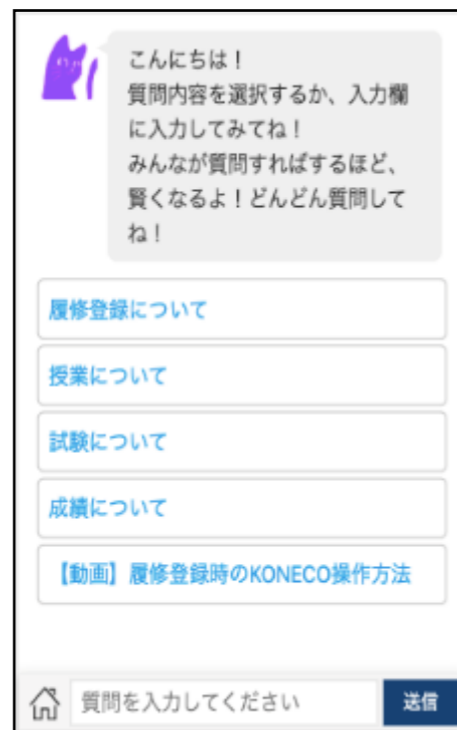 こんにちは！
質問内容を選択するか、入力欄
に入力してみてね！
みんなが質問すればするほど、
賢くなるよ！どんどん質問して
ね！
履修登録について
授業について
試験について
成績について
【動画】履修登録時のKONECO操作方法
質問を入力してください
送信